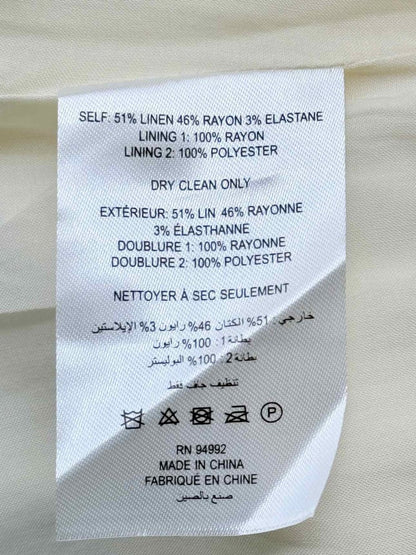 SELF: 51% LINEN 46% RAYON 3% ELASTANE
LINING 1: 100% RAYON
LINING 2: 100% POLYESTER
DRY CLEAN ONLY
EXTÉRIEUR: 51% LIN 46% RAYONNE
3% ÉLASTHANNE
DOUBLURE 1: 100% RAYONNE
DOUBLURE 2: 100% POLYESTER
NETTOYER À SEC SEULEMENT
خارجي: 51% الكتان 46% رايون 3% الإيلاستين
بطانة 1: 100% رايون
بطانة 2: 100% البوليستر
تنظيف جاف فقط
P
RN 94992
MADE IN CHINA
FABRIQUÉ EN CHINE
صنع بالصين